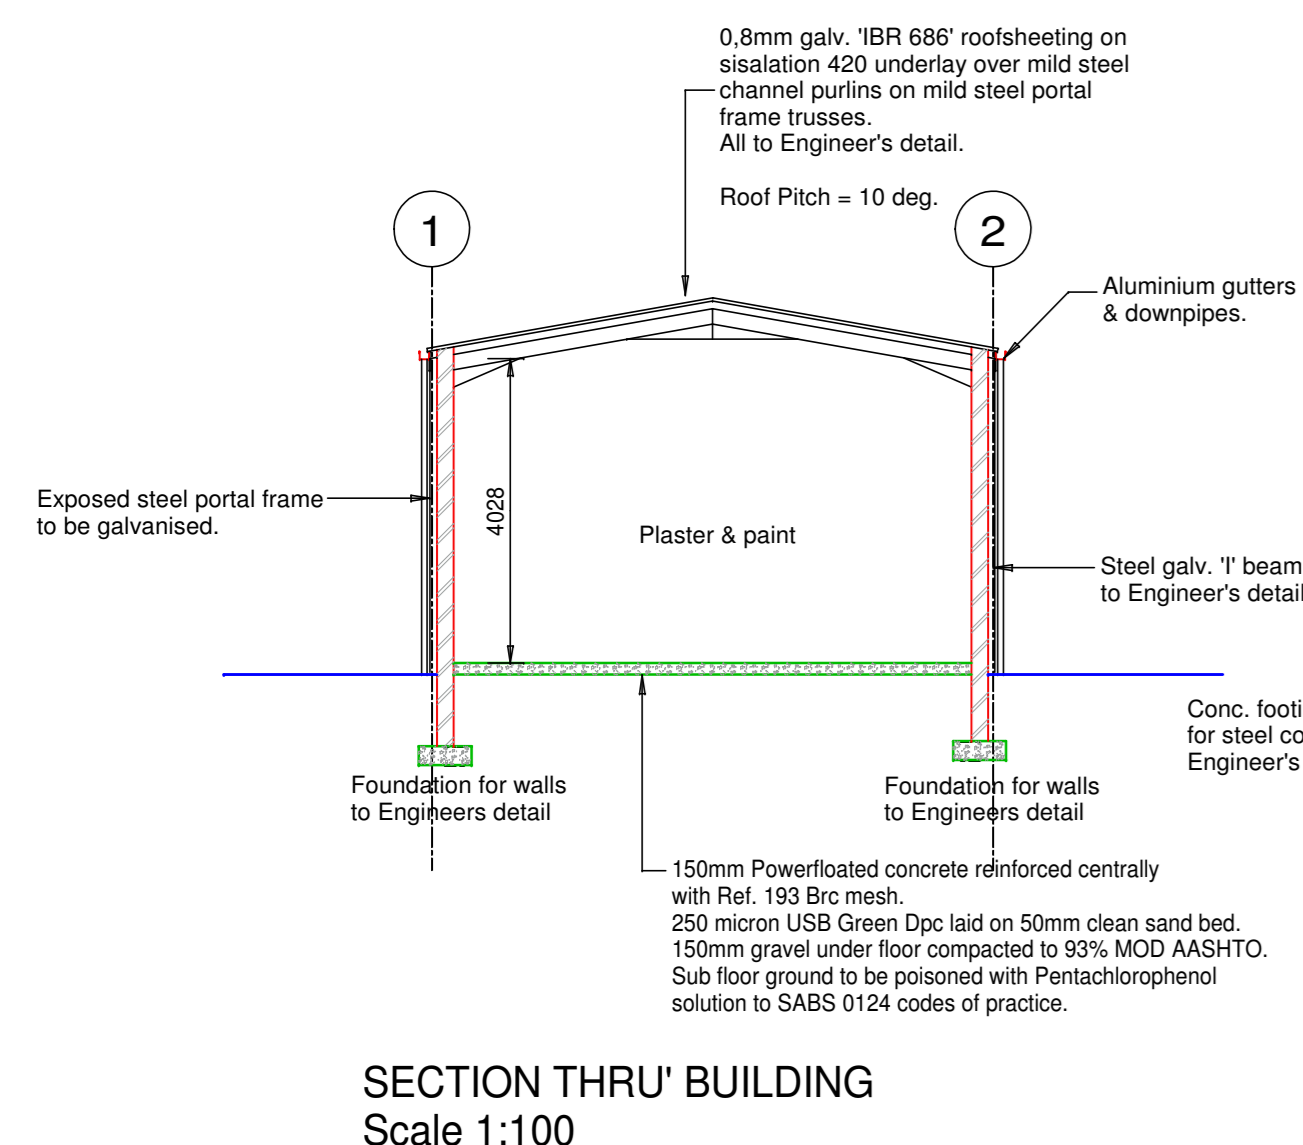 0,8mm galv. 'IBR 686' roofsheeting on
sisalation 420 underlay over mild steel
channel purlins on mild steel portal
frame trusses.
All to Engineer's detail.
Roof Pitch = 10 deg.
1
2
Aluminium gutters
& downpipes.
Exposed steel portal frame
to be galvanised.
4028
Plaster & paint
Steel galv. 'I' beam
to Engineer's detail
Conc.
for steel
Engineer's
Foundation for walls
to Engineers detail
Foundation for walls
to Engineers detail
150mm Powerfloated concrete reinforced centrally
with Ref. 193 Brc mesh.
250 micron USB Green Dpc laid on 50mm clean sand bed.
150mm gravel under floor compacted to 93% MOD AASHTO.
Sub floor ground to be poisoned with Pentachlorophenol
solution to SABS 0124 codes of practice.
SECTION THRU' BUILDING
Scale 1:100